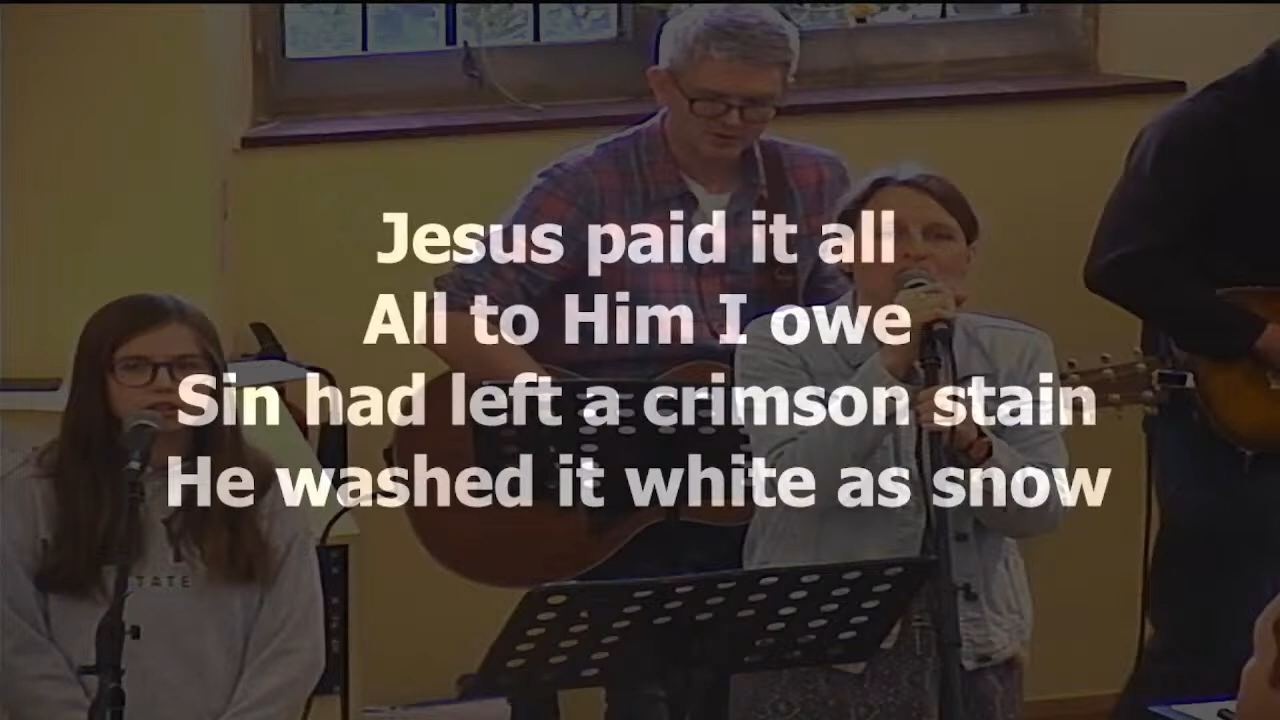 Jesus paid it all
All to Him I owe
Sin had left a crimson stain
He washed it white as snow
STATE